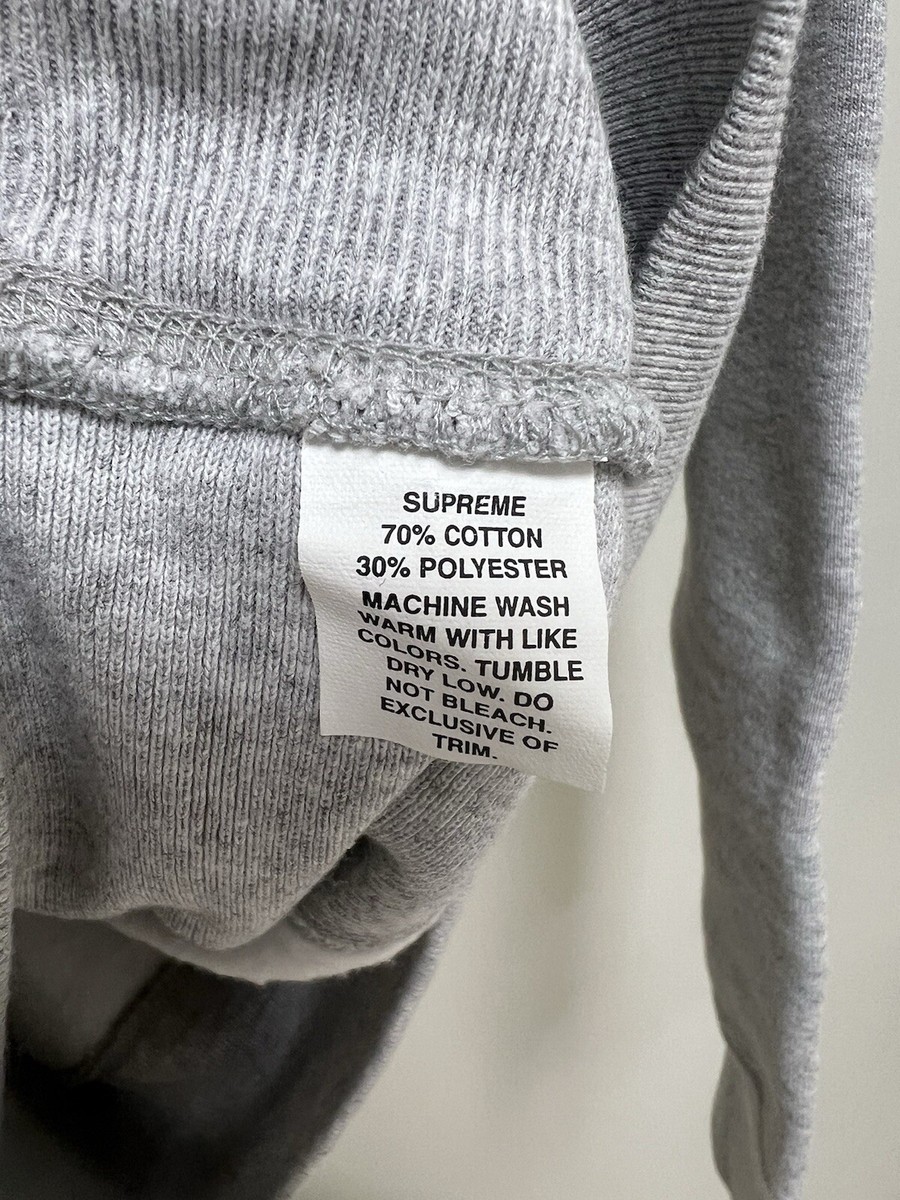 SUPREME
70% COTTON
30% POLYESTER
MACHINE WASH
WARM WITH LIKE
COLORS. TUMBLE
DRY LOW. DO
NOT BLEACH.
EXCLUSIVE OF
TRIM.